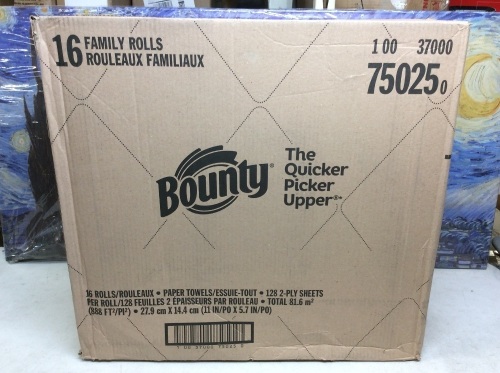 16 FAMILY ROLLS
ROULEAUX FAMILIAUX
1 00 37000
75025 0
Bounty®
The
Quicker
Picker
Upper®*
16 ROLLS/ROULEAUX • PAPER TOWELS/ESSUIE-TOUT • 128 2-PLY SHEETS
PER ROLL/128 FEUILLES 2 ÉPAISSEURS PAR ROULEAU • TOTAL 81.6 m²
(888 FT²/PI²) • 27.9 cm X 14.4 cm (11 IN/PO X 5.7 IN/PO)